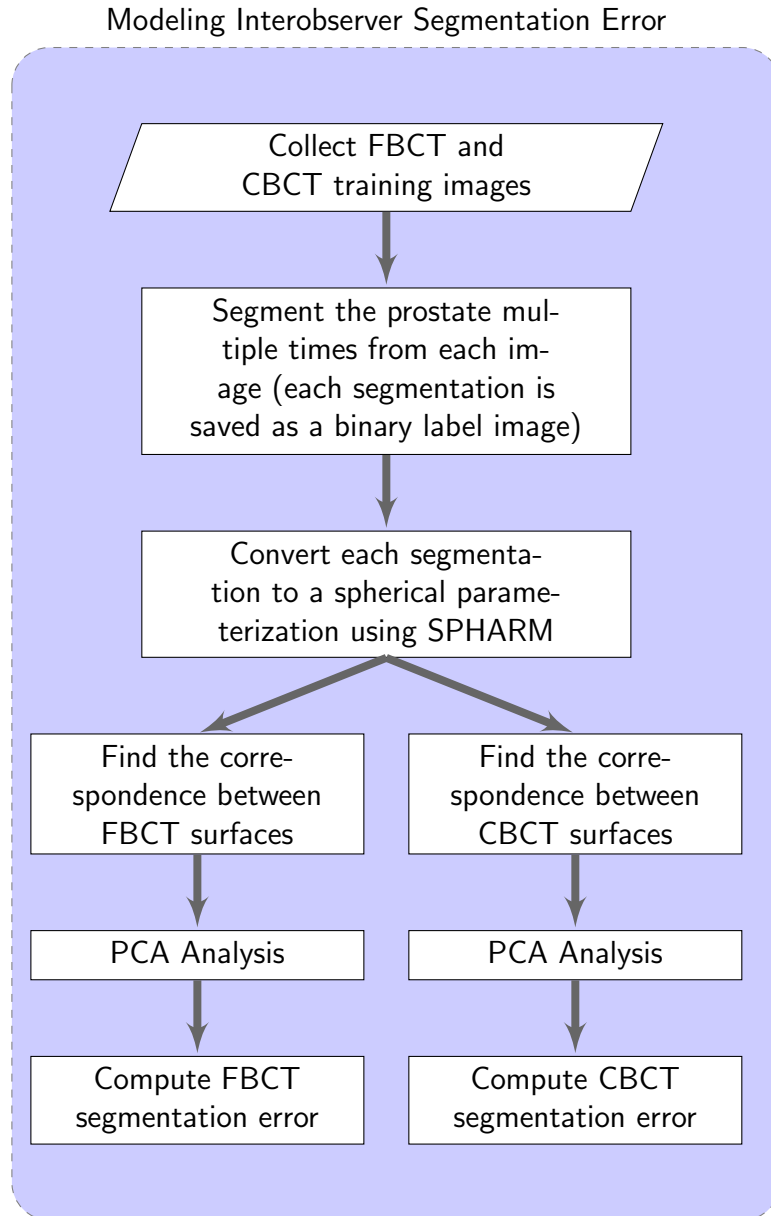 Modeling Interobserver Segmentation Error
Collect FBCT and
CBCT training images
Segment the prostate mul-
tiple times from each im-
age (each segmentation is
saved as a binary label image)
Convert each segmenta-
tion to a spherical parame-
terization using SPHARM
Find the corre-
spondence between
FBCT surfaces
Find the corre-
spondence between
CBCT surfaces
PCA Analysis
PCA Analysis
Compute FBCT
segmentation error
Compute CBCT
segmentation error